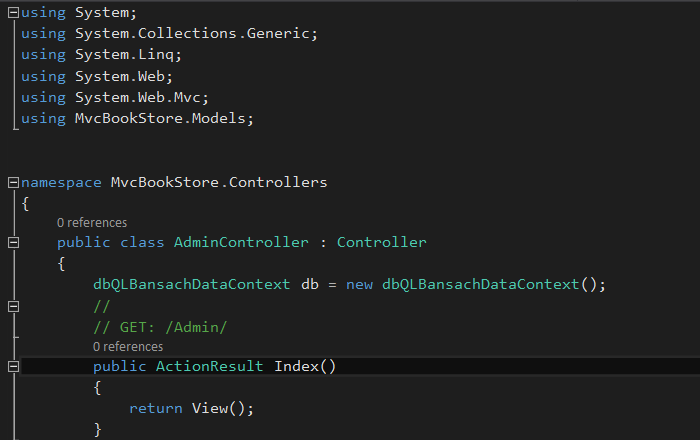 using System;
using System.Collections.Generic;
using System.Linq;
using System.Web;
using System.Web.Mvc;
using MvcBookStore.Models;
namespace MvcBookStore.Controllers
{
0 references
public class AdminController : Controller
{
dbQLBansachDataContext db = new dbQLBansachDataContext();
//
// GET: /Admin/
0 references
public ActionResult Index()
{
return View();
}